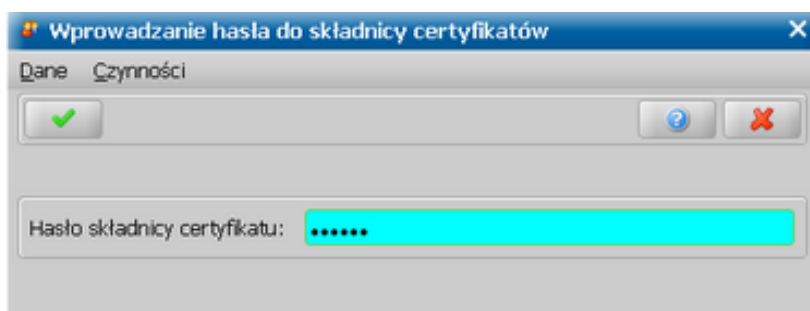 Wprowadzanie hasła do składnicy certyfikatów
Dane Czynności
Hasło składnicy certyfikatu: ••••••